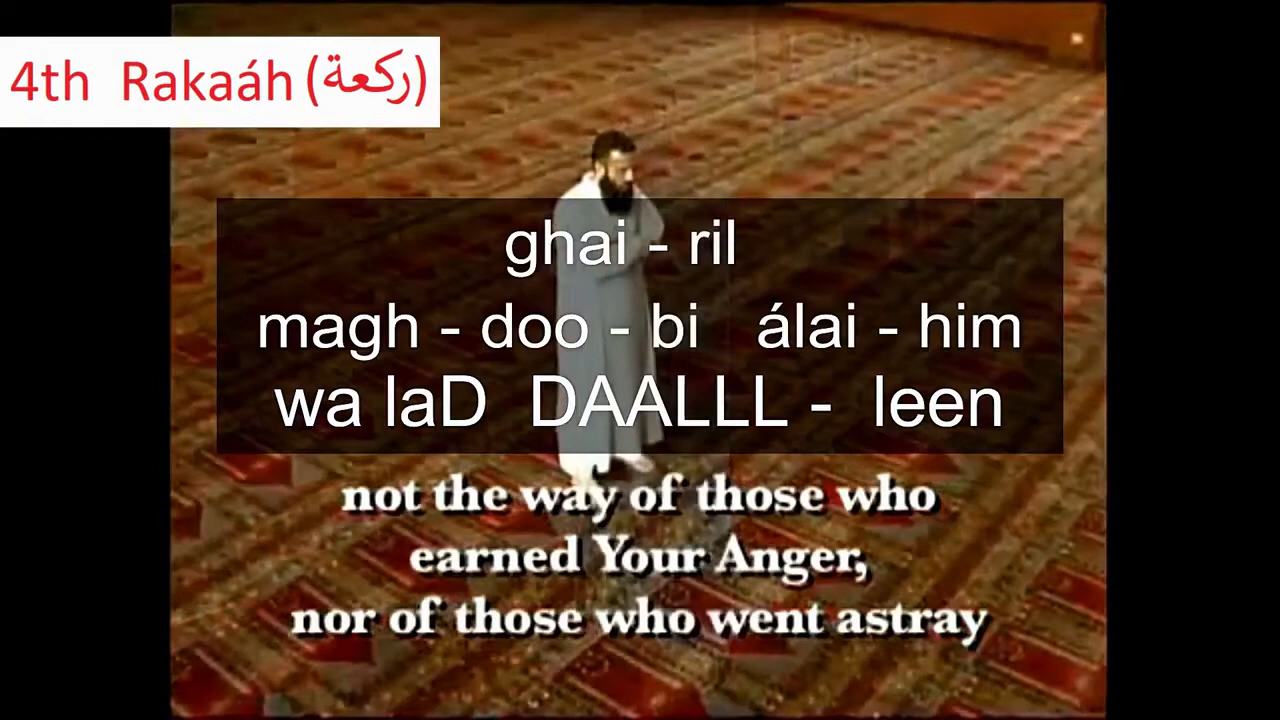 4th Rakaáh (ركعة)
ghai - ril
magh - doo - bi álai - him
wa laD DAALLL - leen
not the way of those who
earned Your Anger,
nor of those who went astray